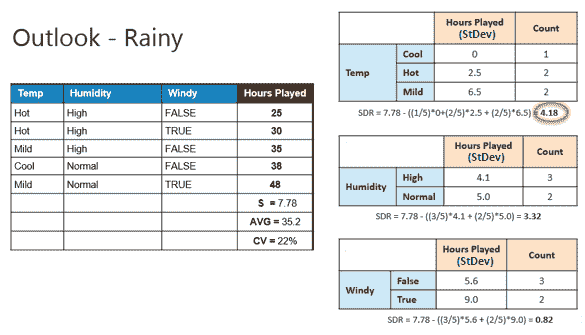 Outlook - Rainy
Temp Humidity Windy Hours Played
Hot High FALSE 25
Hot High TRUE 30
Mild High FALSE 35
Cool Normal FALSE 38
Mild Normal TRUE 48
S = 7.78
AVG = 35.2
CV = 22%
Hours Played (StDev) Count
Temp
Cool 0 1
Hot 2.5 2
Mild 6.5 2
SDR = 7.78 - ((1/5)*0+(2/5)*2.5 + (2/5)*6.5) = 4.18
Hours Played (StDev) Count
Humidity
High 4.1 3
Normal 5.0 2
SDR = 7.78 - ((3/5)*4.1 + (2/5)*5.0) = 3.32
Hours Played (StDev) Count
Windy
False 5.6 3
True 9.0 2
SDR = 7.78 - ((3/5)*5.6 + (2/5)*9.0) = 0.82